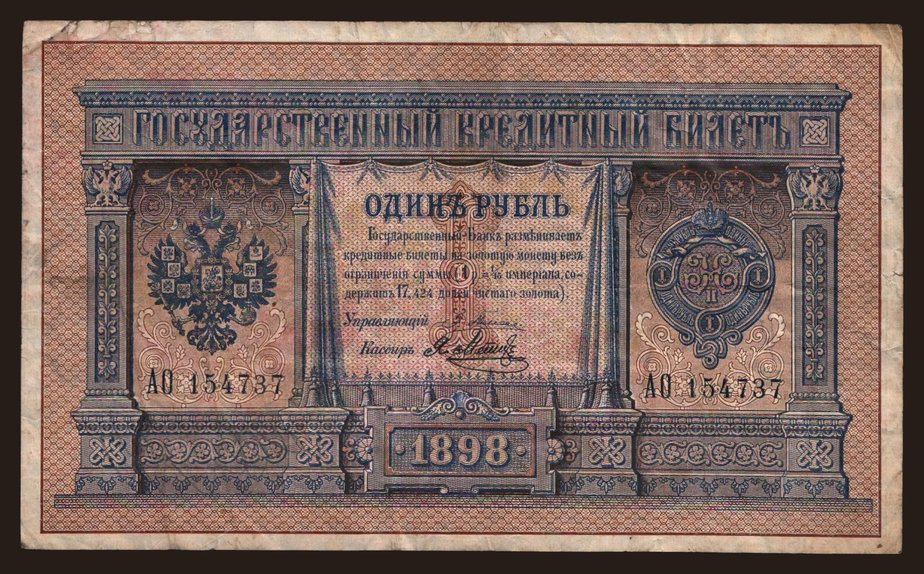 ГОСУДАРСТВЕННЫЙ КРЕДИТНЫЙ БИЛЕТЪ
ОДИНЪ РУБЛЬ
Государственный Банкъ размѣниваетъ
кредитные билеты на золотую монету безъ
ограниченія суммы (1 р. = 1/15 имперіала, со-
держитъ 17,424 долей чистаго золота).
Управляющій
Кассиръ
АО 154737
АО 154737
1898